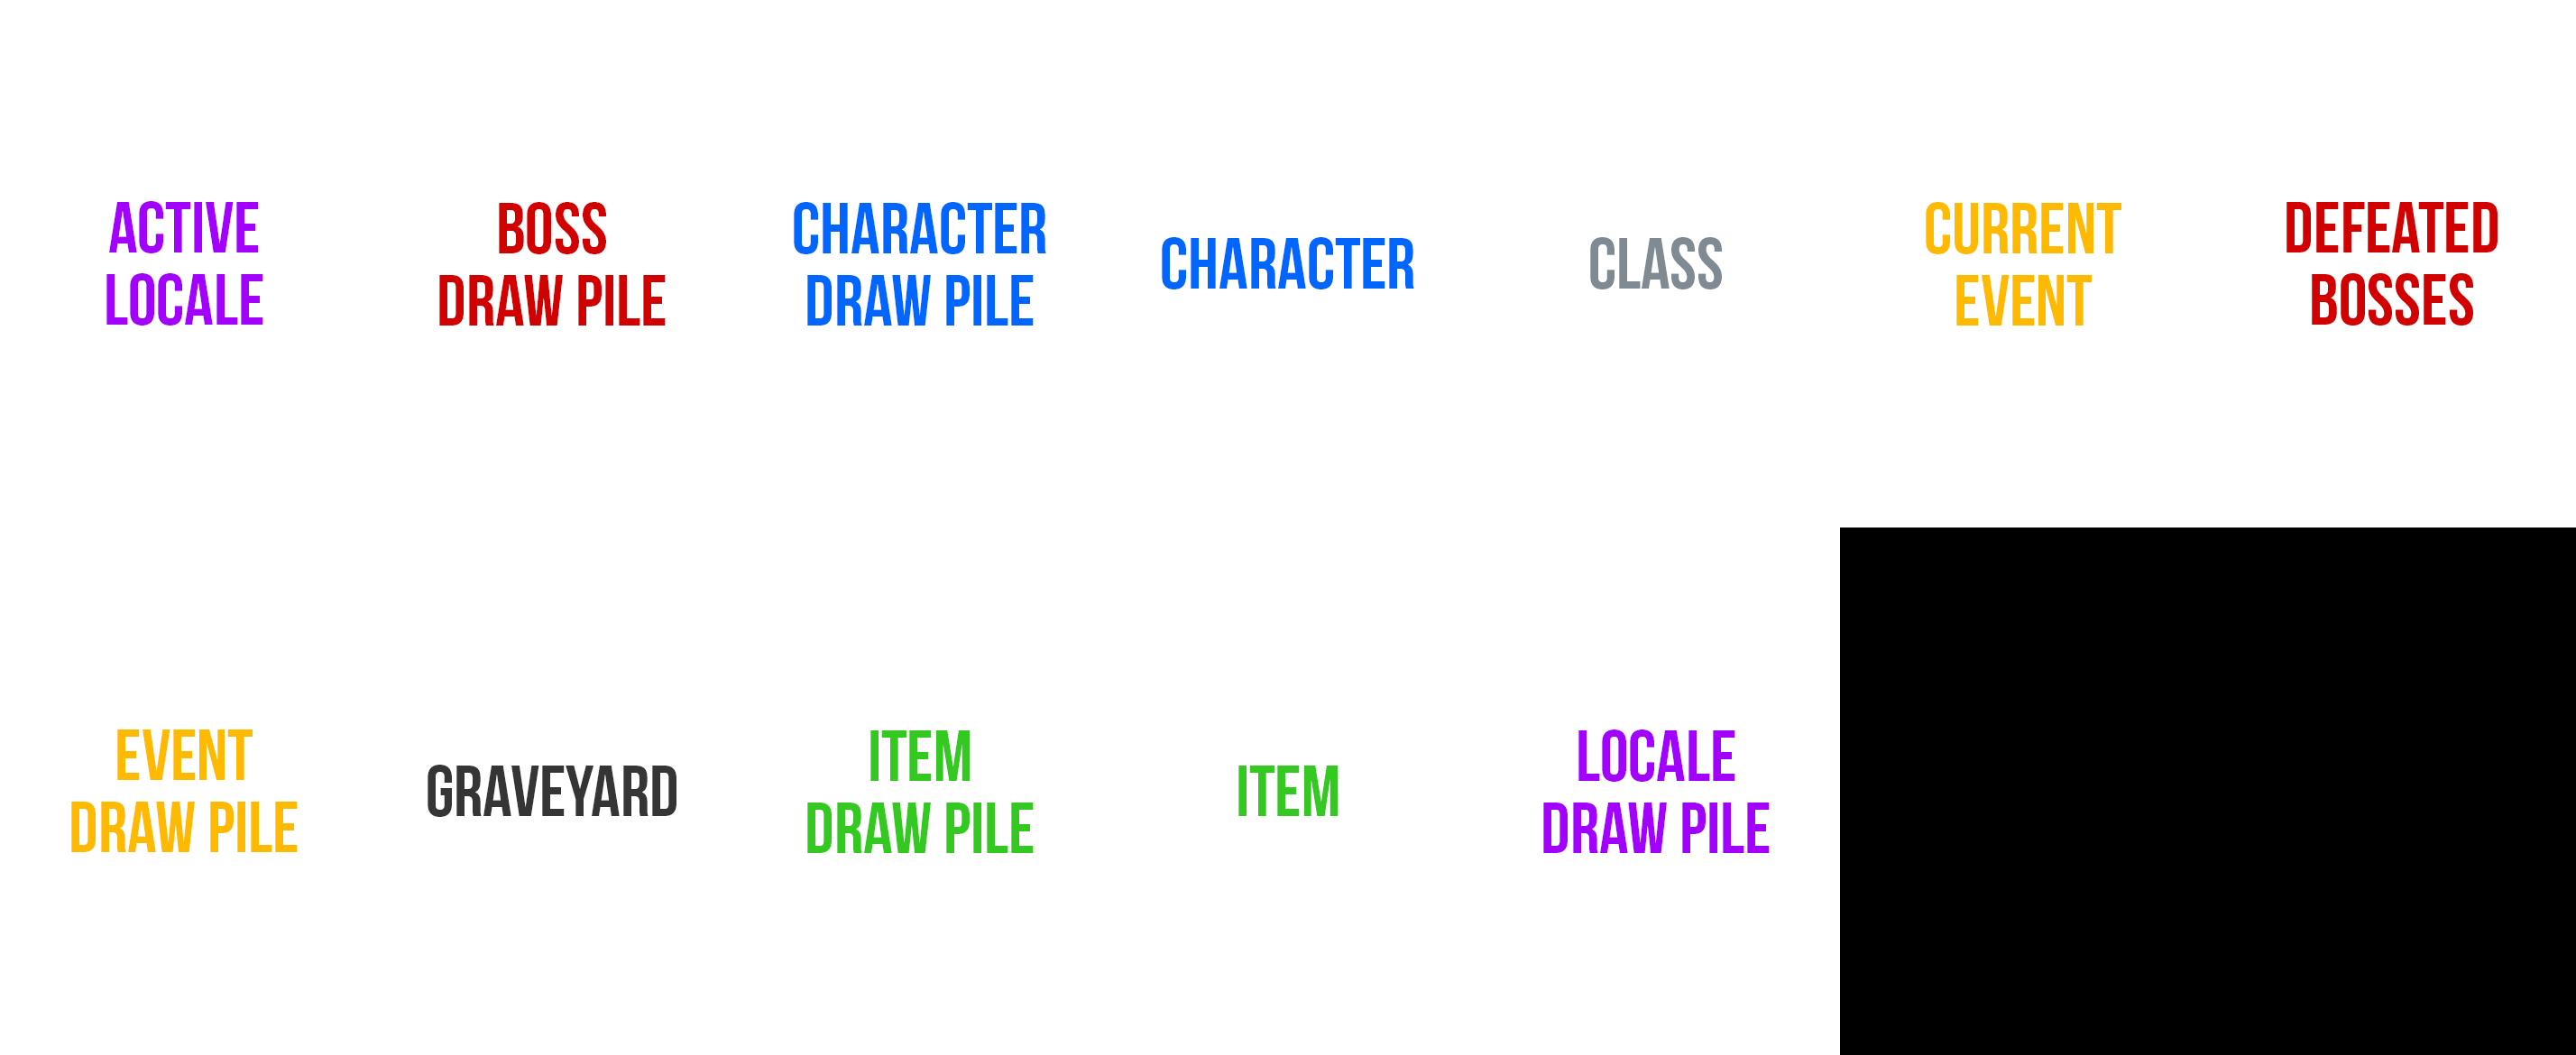 ACTIVE
LOCALE
BOSS
DRAW PILE
CHARACTER
DRAW PILE
CHARACTER
CLASS
CURRENT
EVENT
DEFEATED
BOSSES
EVENT
DRAW PILE
GRAVEYARD
ITEM
DRAW PILE
ITEM
LOCALE
DRAW PILE